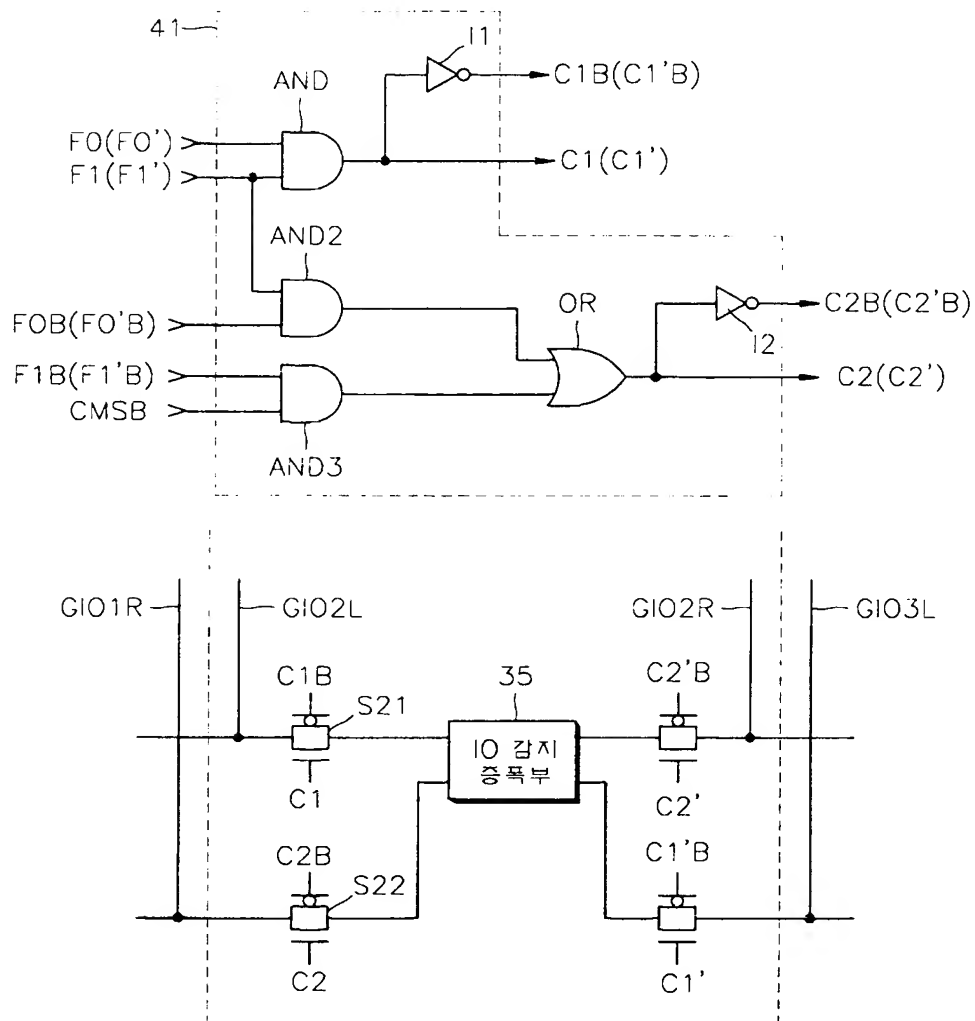 41
I1
C1B(C1'B)
AND
F0(F0')
C1(C1')
F1(F1')
AND2
OR
C2B(C2'B)
F0B(F0'B)
I2
F1B(F1'B)
C2(C2')
CMSB
AND3
GIO1R
GIO2L
GIO2R
GIO3L
C1B
35
C2'B
S21
IO 감지
증폭부
C1
C2'
C2B
C1'B
S22
C2
C1'